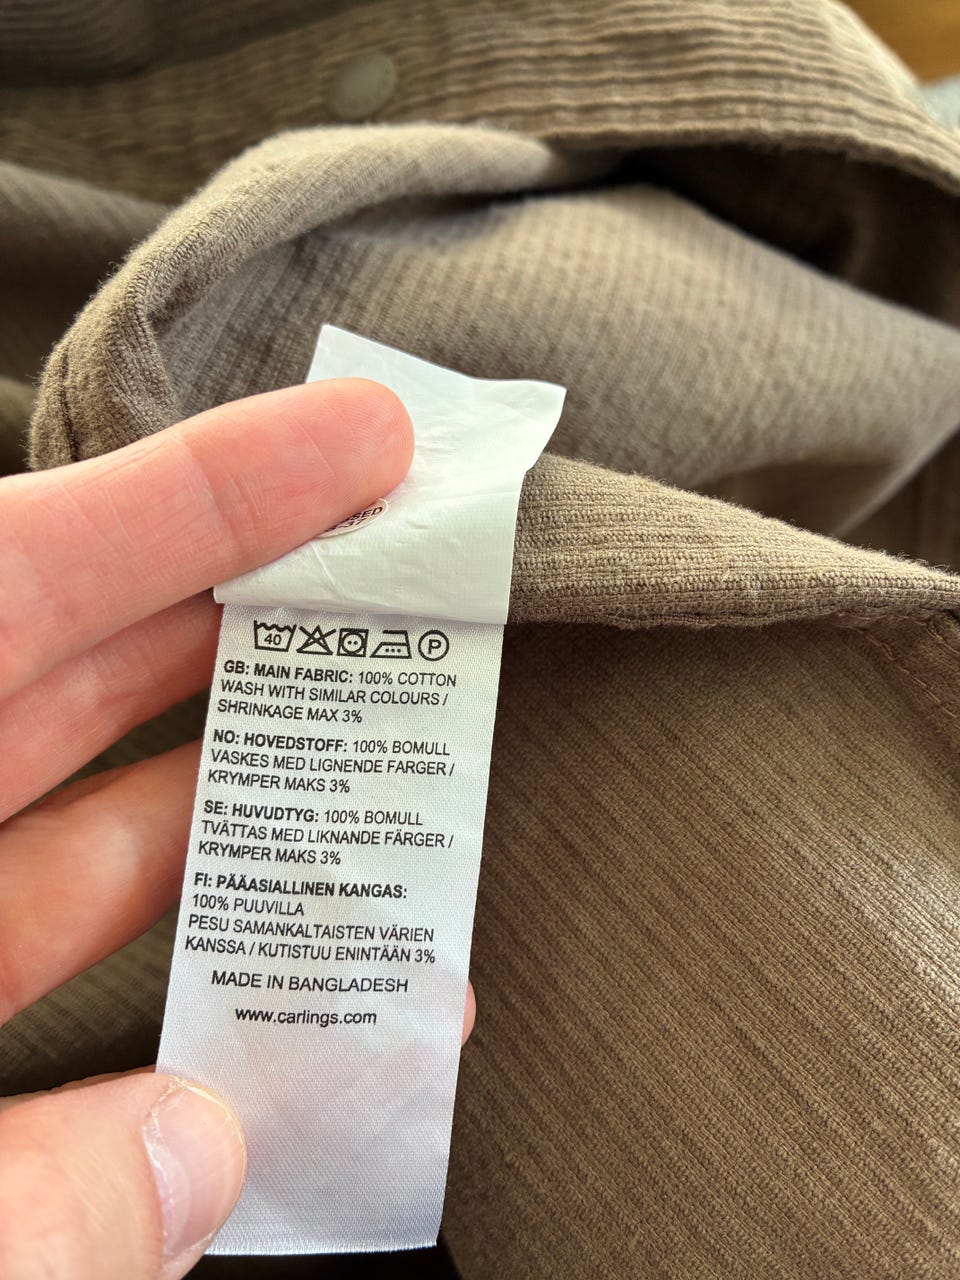 SED
40
P
GB: MAIN FABRIC: 100% COTTON
WASH WITH SIMILAR COLOURS /
SHRINKAGE MAX 3%
NO: HOVEDSTOFF: 100% BOMULL
VASKES MED LIGNENDE FARGER /
KRYMPER MAKS 3%
SE: HUVUDTYG: 100% BOMULL
TVÄTTAS MED LIKNANDE FÄRGER /
KRYMPER MAKS 3%
FI: PÄÄASIALLINEN KANGAS:
100% PUUVILLA
PESU SAMANKALTAISTEN VÄRIEN
KANSSA / KUTISTUU ENINTÄÄN 3%
MADE IN BANGLADESH
www.carlings.com